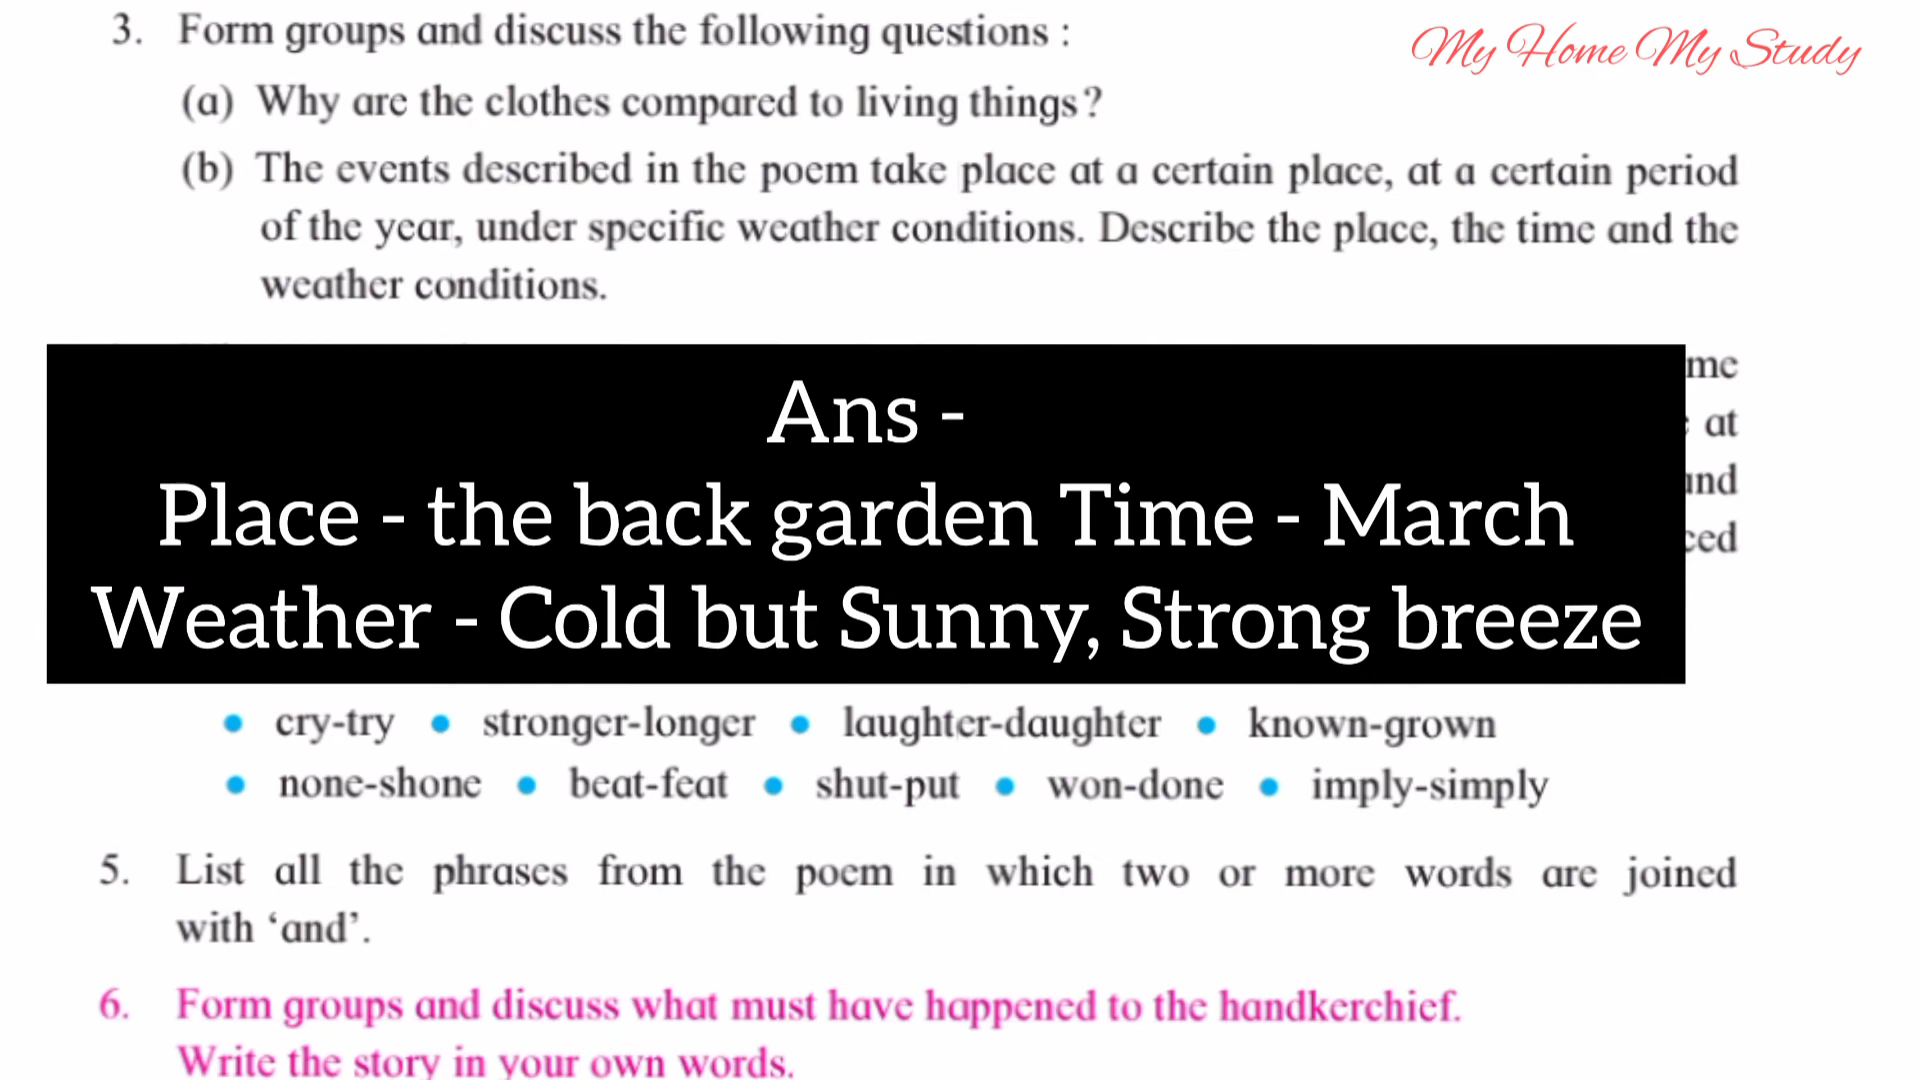 My Home My Study
3. Form groups and discuss the following questions :
(a) Why are the clothes compared to living things?
(b) The events described in the poem take place at a certain place, at a certain period
of the year, under specific weather conditions. Describe the place, the time and the
weather conditions.
Ans -
Place - the back garden Time - March
Weather - Cold but Sunny, Strong breeze
at
• cry-try • stronger-longer • laughter-daughter • known-grown
• none-shone • beat-feat • shut-put • won-done • imply-simply
5. List all the phrases from the poem in which two or more words are joined
with ‘and’.
6. Form groups and discuss what must have happened to the handkerchief.
Write the story in your own words.